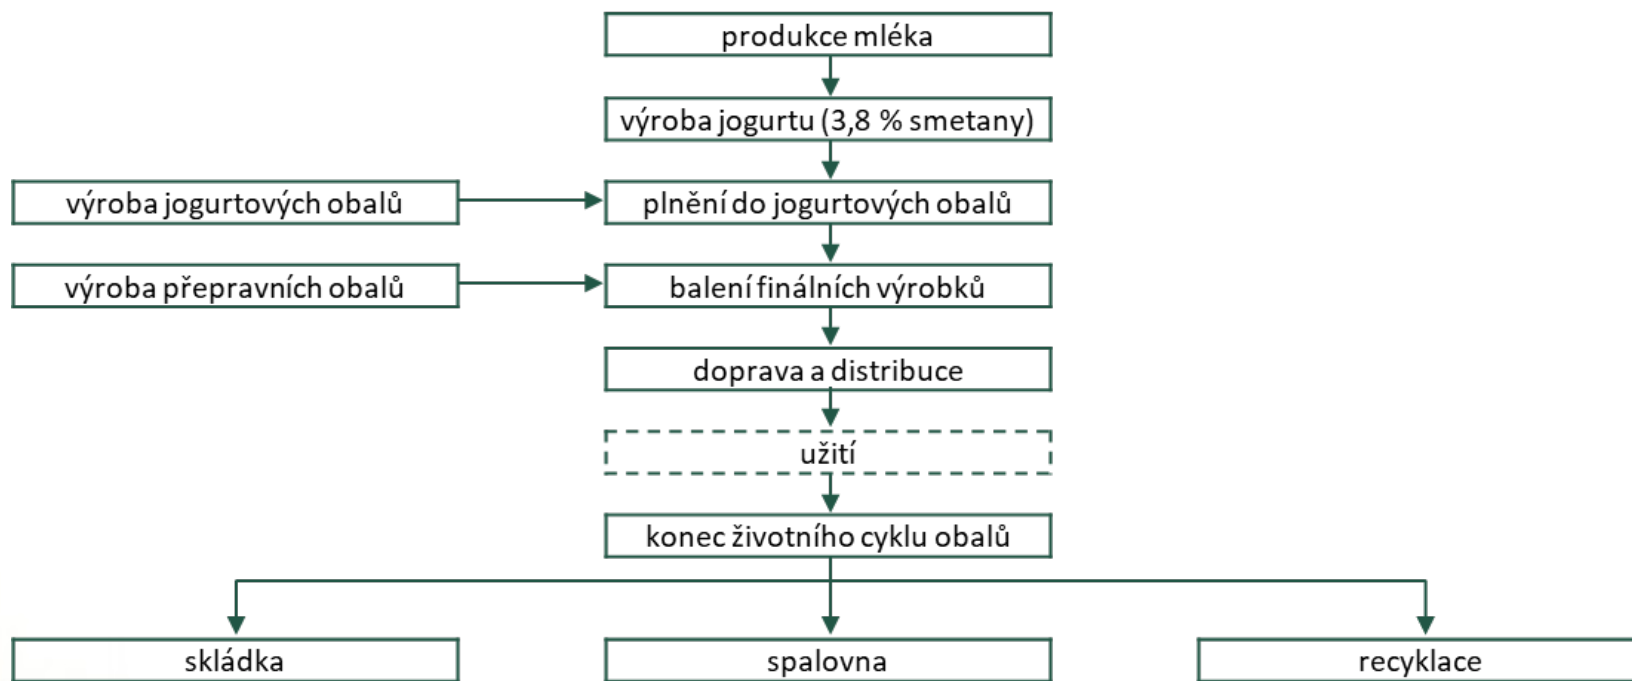 produkce mléka
výroba jogurtu (3,8 % smetany)
výroba jogurtových obalů
plnění do jogurtových obalů
výroba přepravních obalů
balení finálních výrobků
doprava a distribuce
užití
konec životního cyklu obalů
skládka
spalovna
recyklace